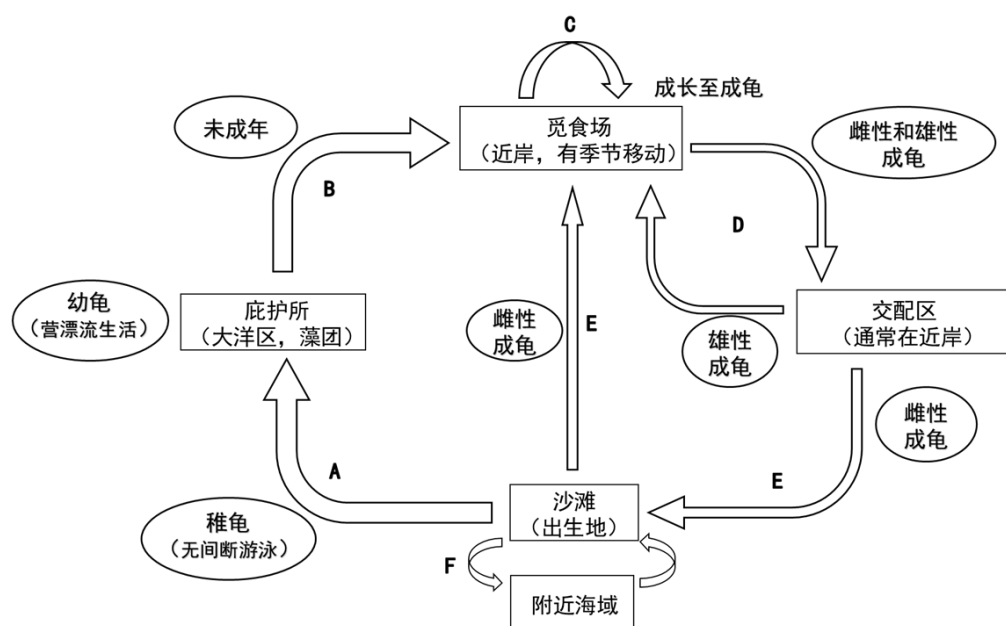 C
成长至成龟
未成年
觅食场
（近岸，有季节移动）
雌性和雄性
成龟
B
D
幼龟
（营漂流生活）
庇护所
（大洋区，藻团）
雌性
成龟
E
雄性
成龟
交配区
（通常在近岸）
雌性
成龟
A
E
稚龟
（无间断游泳）
沙滩
（出生地）
F
附近海域